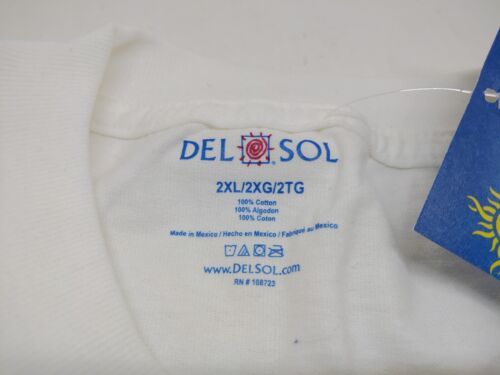 DEL SOL
2XL/2XG/2TG
100% Cotton
100% Algodon
100% Coton
Made in Mexico / Hecho en Mexico / Fabriqué au Mexico
www.DELSOL.com
RN # 108723